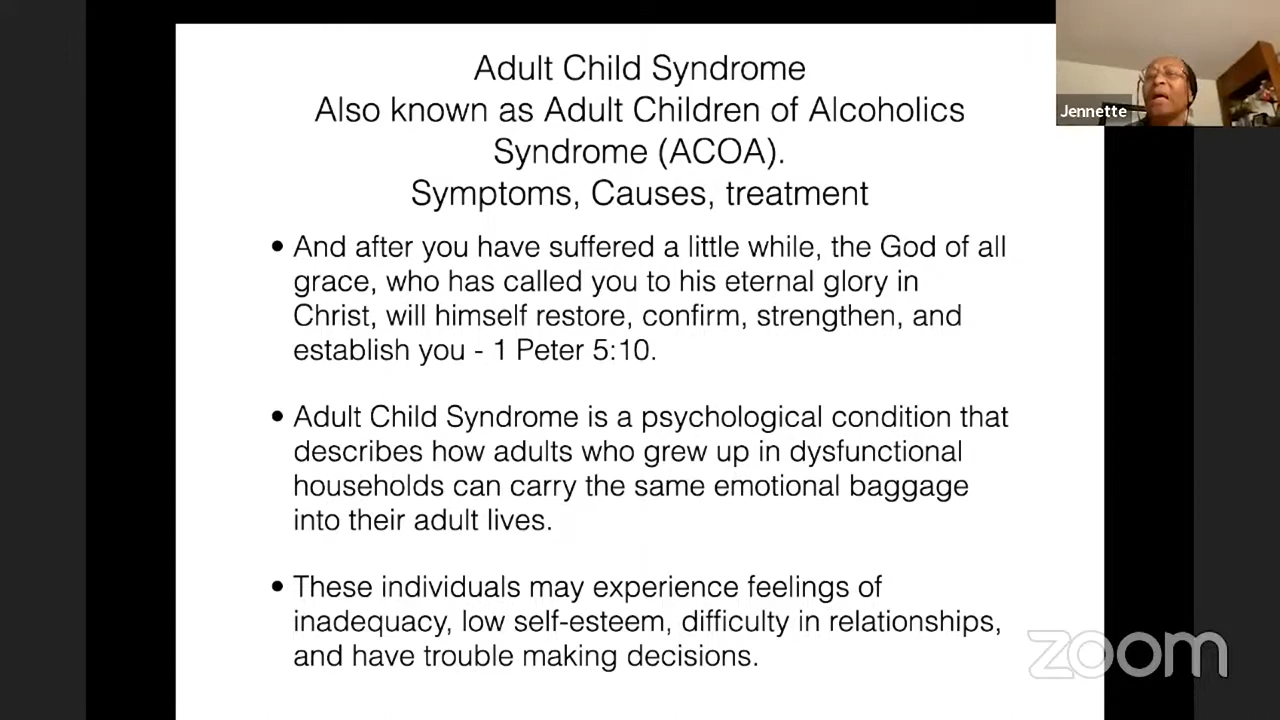 Adult Child Syndrome
Also known as Adult Children of Alcoholics
Syndrome (ACOA).
Symptoms, Causes, treatment
• And after you have suffered a little while, the God of all
grace, who has called you to his eternal glory in
Christ, will himself restore, confirm, strengthen, and
establish you - 1 Peter 5:10.
• Adult Child Syndrome is a psychological condition that
describes how adults who grew up in dysfunctional
households can carry the same emotional baggage
into their adult lives.
• These individuals may experience feelings of
inadequacy, low self-esteem, difficulty in relationships,
and have trouble making decisions.
Jennette
zoom